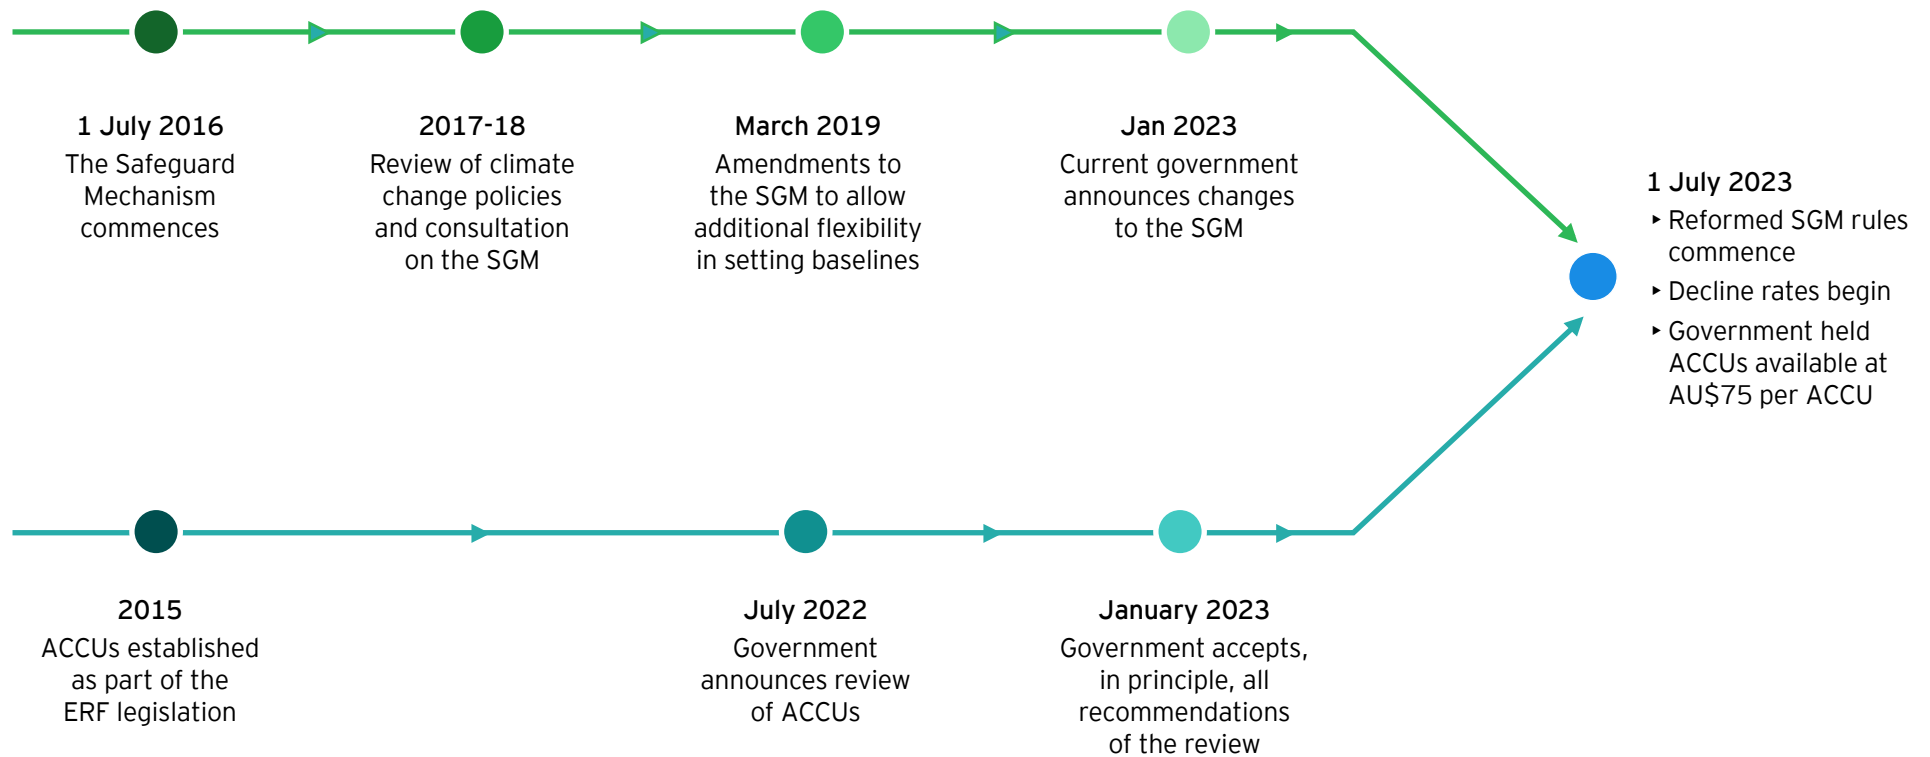 1 July 2016
The Safeguard
Mechanism
commences
2017-18
Review of climate
change policies
and consultation
on the SGM
March 2019
Amendments to
the SGM to allow
additional flexibility
in setting baselines
Jan 2023
Current government
announces changes
to the SGM
1 July 2023
‣ Reformed SGM rules
commence
‣ Decline rates begin
‣ Government held
ACCUs available at
AU$75 per ACCU
2015
ACCUs established
as part of the
ERF legislation
July 2022
Government
announces review
of ACCUs
January 2023
Government accepts,
in principle, all
recommendations
of the review